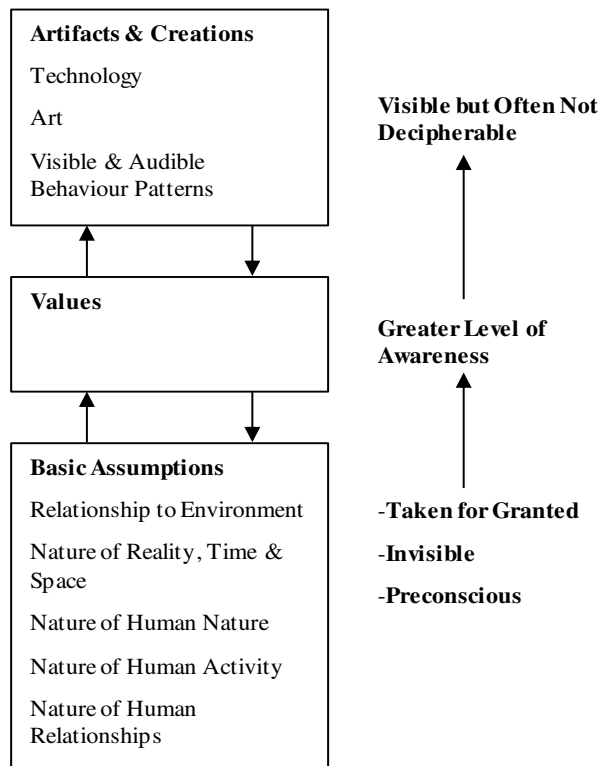 Artifacts & Creations
Technology
Art
Visible & Audible
Behaviour Patterns
Visible but Often Not
Decipherable
Values
Greater Level of
Awareness
Basic Assumptions
Relationship to Environment
Nature of Reality, Time &
Space
Nature of Human Nature
Nature of Human Activity
Nature of Human
Relationships
-Taken for Granted
-Invisible
-Preconscious